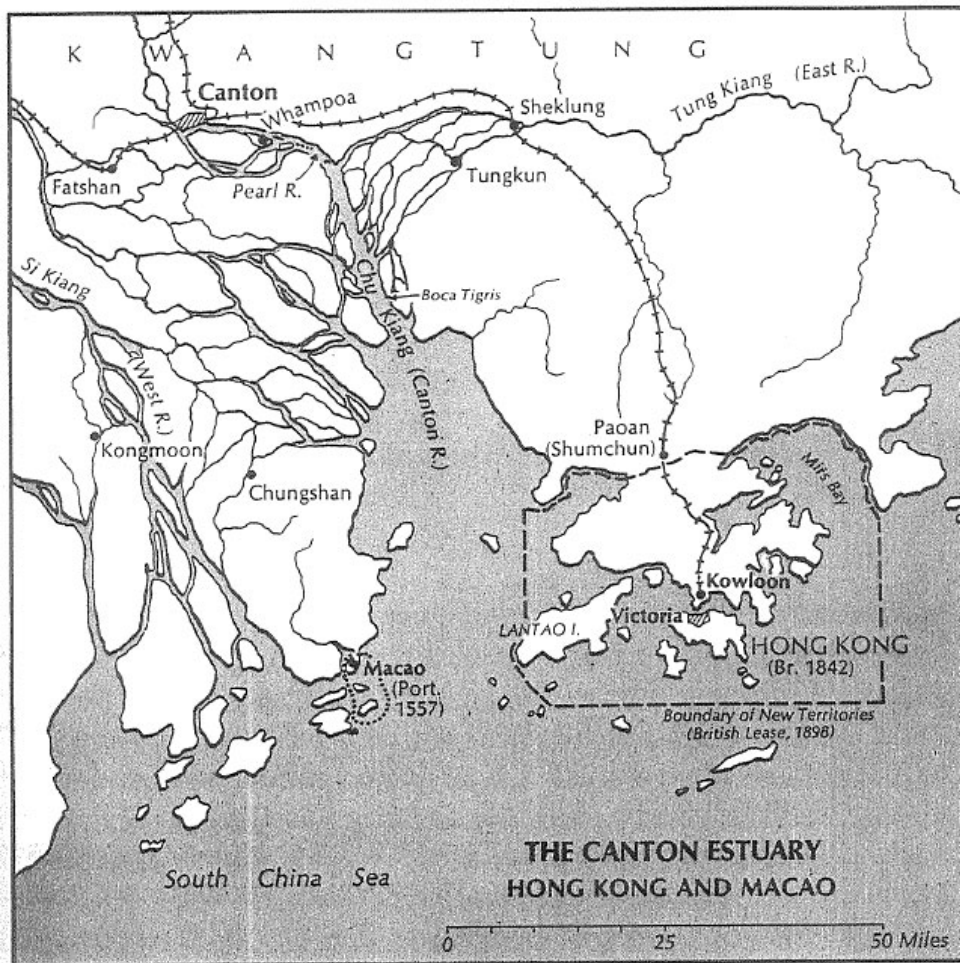 KWANGTUNG
Canton
Whampoa
Sheklung
Tung Kiang (East R.)
Fatshan
Pearl R.
Tungkun
Si Kiang
(West R.)
Chu Kiang (Canton R.)
Boca Tigris
Kongmoon
Chungshan
Paoan
(Shumchun)
Mirs Bay
Kowloon
Victoria
LANTAO I.
HONG KONG
(Br. 1842)
Macao
(Port.
1557)
Boundary of New Territories
(British Lease, 1898)
South China Sea
THE CANTON ESTUARY
HONG KONG AND MACAO
0 25 50 Miles